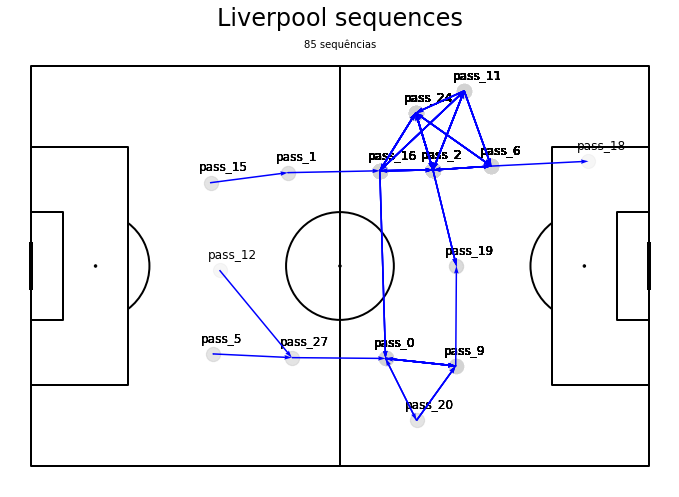 Liverpool sequences
85 sequências
pass_11
pass_24
pass_16
pass_2
pass_6
pass_18
pass_15
pass_1
pass_12
pass_19
pass_5
pass_27
pass_0
pass_9
pass_20